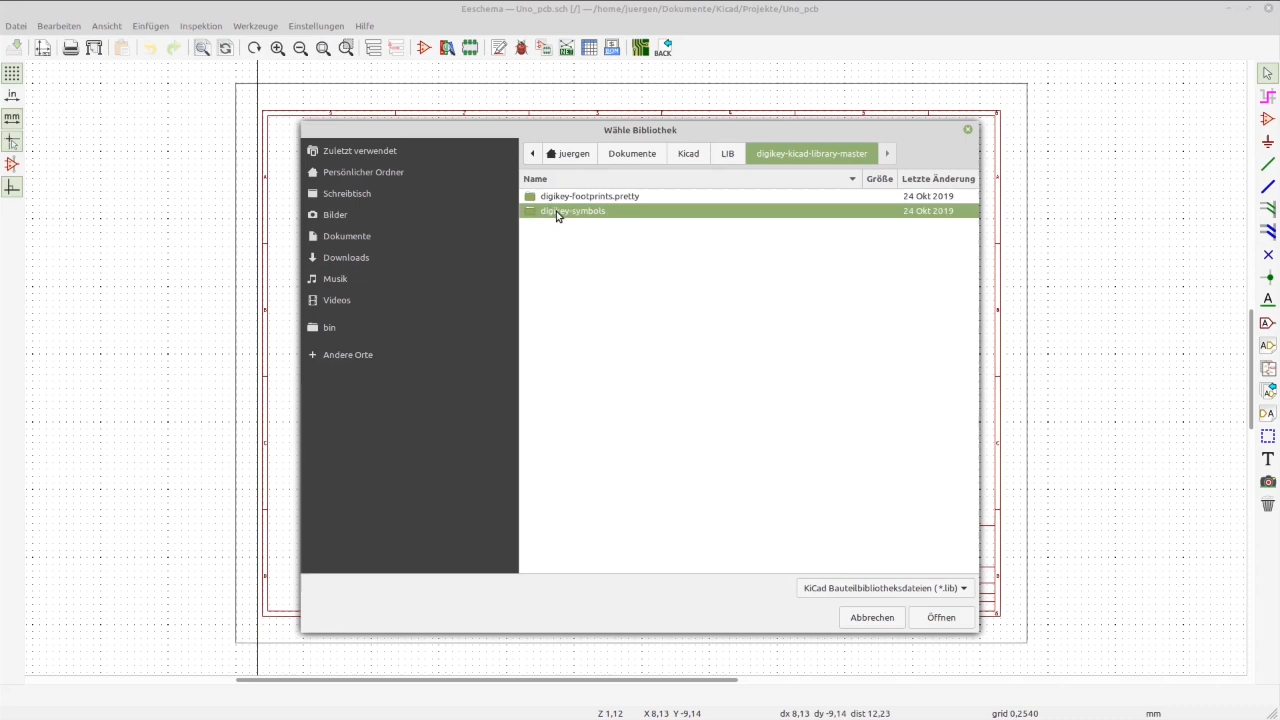 Eeschema — Uno_pcb.sch [/] —/home/juergen/Dokumente/Kicad/Projekte/Uno_pcb
Datei Bearbeiten Ansicht Einfügen Inspektion Werkzeuge Einstellungen Hilfe
BACK
in
mm
Wähle Bibliothek
juergen Dokumente Kicad LIB digikey-kicad-library-master
Name Größe Letzte Änderung
digikey-footprints.pretty 24 Okt 2019
digikey-symbols 24 Okt 2019
Zuletzt verwendet
Persönlicher Ordner
Schreibtisch
Bilder
Dokumente
Downloads
Musik
Videos
bin
Andere Orte
KiCad Bauteilbibliotheksdateien (*.lib)
Abbrechen Öffnen
Z 1,12 X 8,13 Y -9,14 dx 8,13 dy -9,14 dist 12,23 grid 0,2540 mm